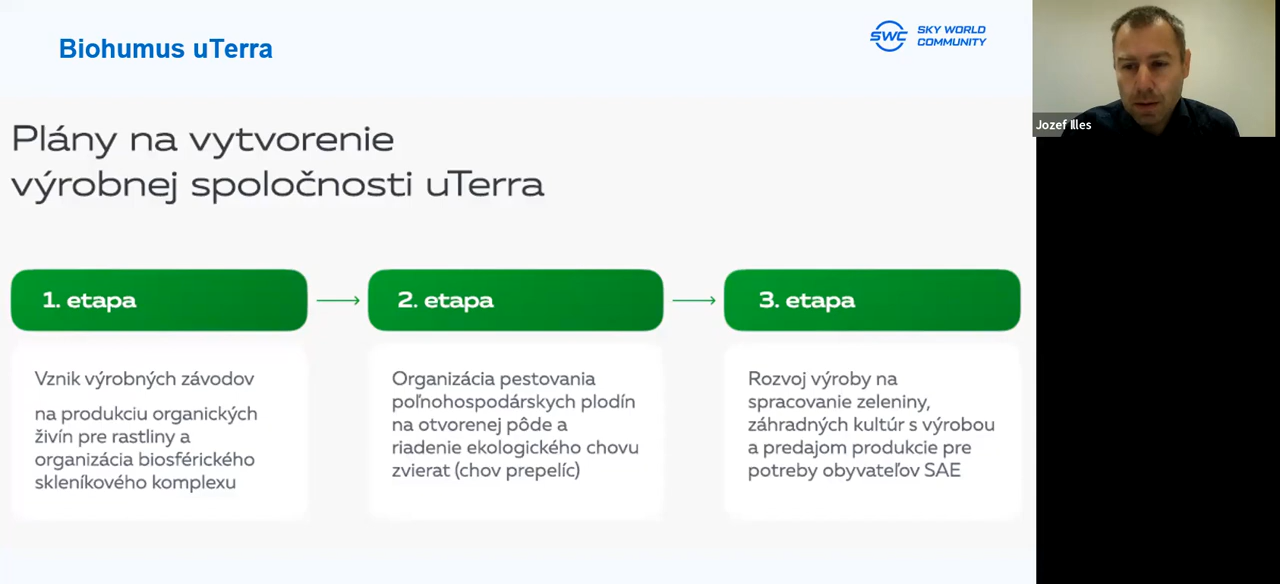 Biohumus uTerra
SWC
SKY WORLD
COMMUNITY
Jozef Illes
Plány na vytvorenie
výrobnej spoločnosti uTerra
1. etapa
Vznik výrobných závodov
na produkciu organických
živín pre rastliny a
organizácia biosférického
skleníkového komplexu
2. etapa
Organizácia pestovania
poľnohospodárskych plodín
na otvorenej pôde a
riadenie ekologického chovu
zvierat (chov prepelíc)
3. etapa
Rozvoj výroby na
spracovanie zeleniny,
záhradných kultúr s výrobou
a predajom produkcie pre
potreby obyvateľov SAE